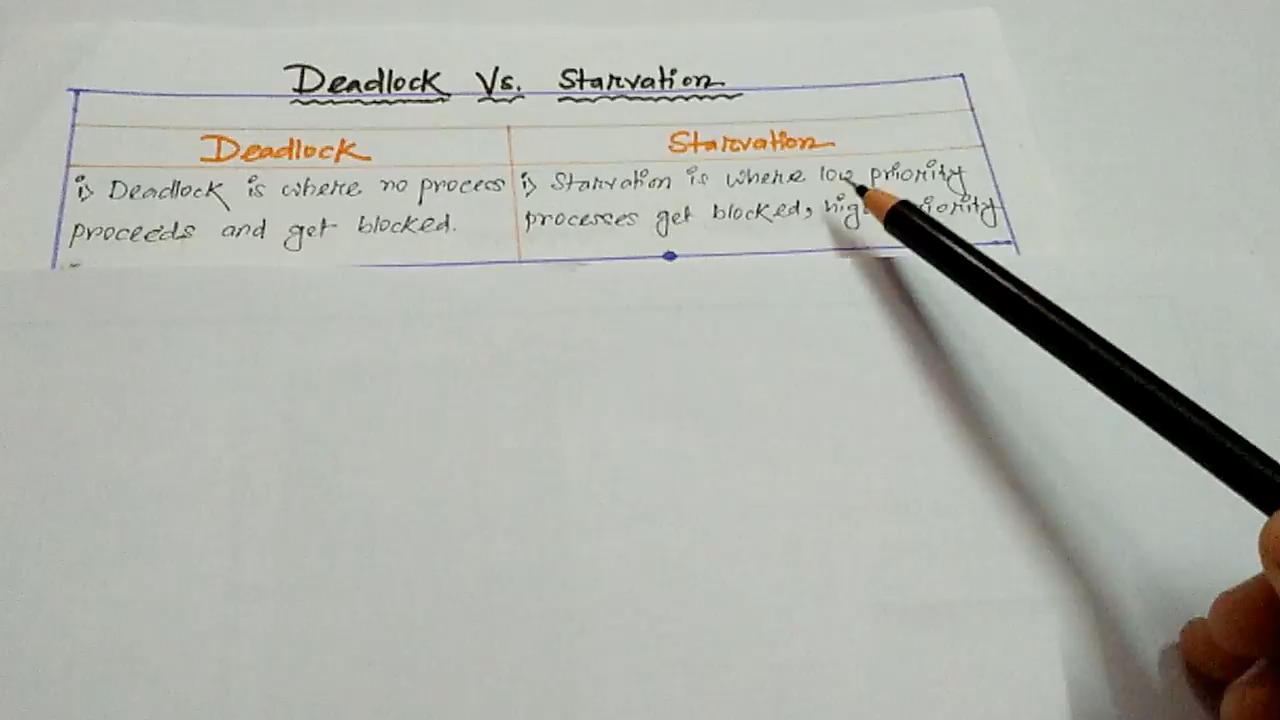 Deadlock Vs. Starvation
Deadlock
Starvation
i) Deadlock is where no process
proceeds and get blocked.
i) Starvation is where low priority
processes get blocked,